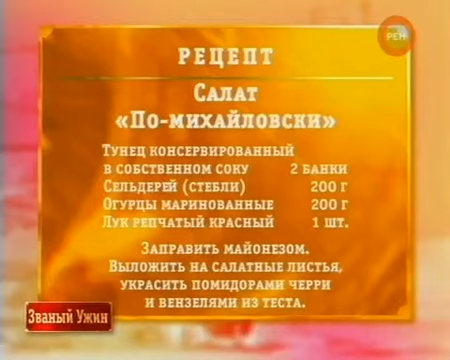 РЕН
РЕЦЕПТ
САЛАТ
«ПО-МИХАЙЛОВСКИ»
ТУНЕЦ КОНСЕРВИРОВАННЫЙ
В СОБСТВЕННОМ СОКУ 2 БАНКИ
СЕЛЬДЕРЕЙ (СТЕБЛИ) 200 Г
ОГУРЦЫ МАРИНОВАННЫЕ 200 Г
ЛУК РЕПЧАТЫЙ КРАСНЫЙ 1 ШТ.
ЗАПРАВИТЬ МАЙОНЕЗОМ.
ВЫЛОЖИТЬ НА САЛАТНЫЕ ЛИСТЬЯ,
УКРАСИТЬ ПОМИДОРАМИ ЧЕРРИ
И ВЕНЗЕЛЯМИ ИЗ ТЕСТА.
Званый Ужин